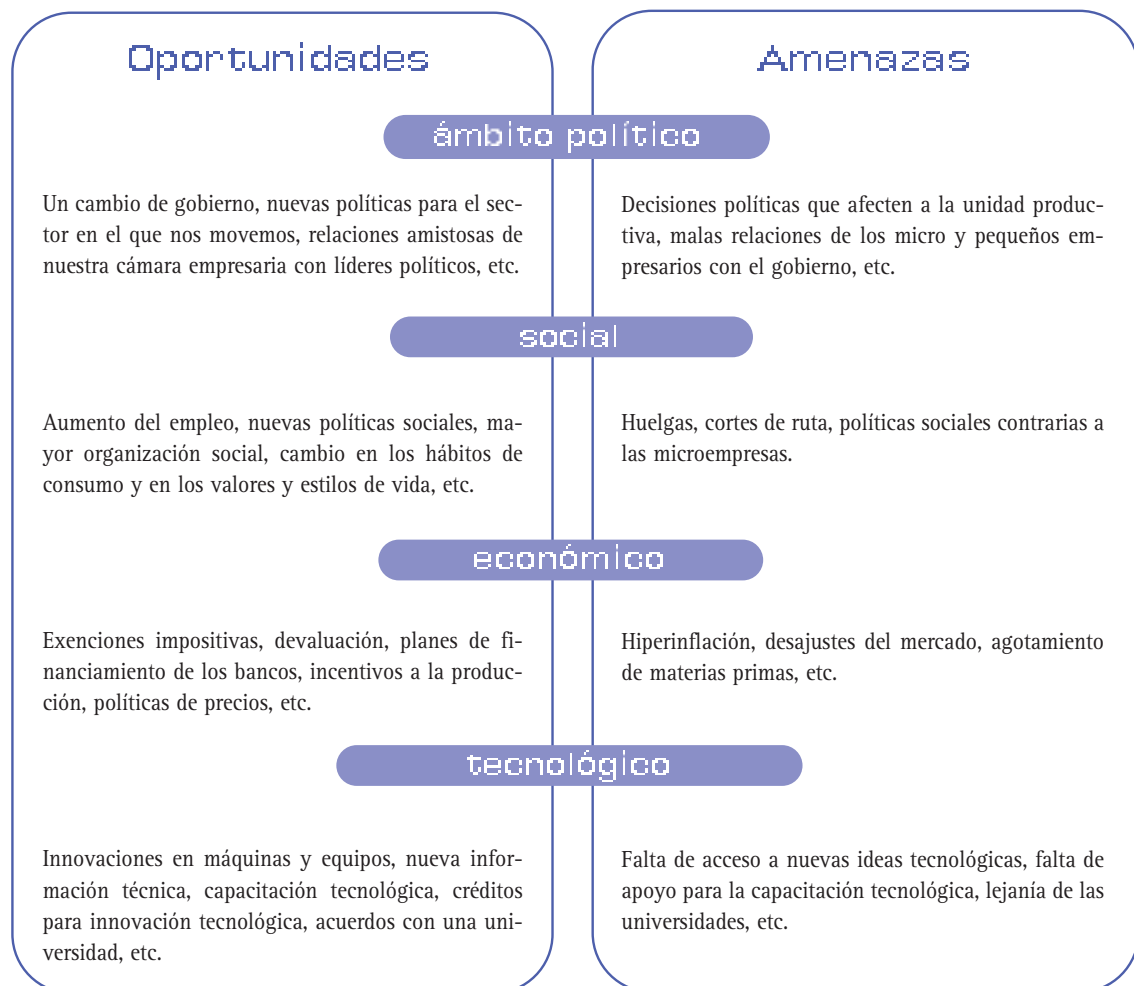 Oportunidades
Amenazas
ámbito político
Un cambio de gobierno, nuevas políticas para el sec-
tor en el que nos movemos, relaciones amistosas de
nuestra cámara empresaria con líderes políticos, etc.
Decisiones políticas que afecten a la unidad produc-
tiva, malas relaciones de los micro y pequeños em-
presarios con el gobierno, etc.
social
Aumento del empleo, nuevas políticas sociales, ma-
yor organización social, cambio en los hábitos de
consumo y en los valores y estilos de vida, etc.
Huelgas, cortes de ruta, políticas sociales contrarias a
las microempresas.
económico
Exenciones impositivas, devaluación, planes de fi-
nanciamiento de los bancos, incentivos a la produc-
ción, políticas de precios, etc.
Hiperinflación, desajustes del mercado, agotamiento
de materias primas, etc.
tecnológico
Innovaciones en máquinas y equipos, nueva infor-
mación técnica, capacitación tecnológica, créditos
para innovación tecnológica, acuerdos con una uni-
versidad, etc.
Falta de acceso a nuevas ideas tecnológicas, falta de
apoyo para la capacitación tecnológica, lejanía de las
universidades, etc.